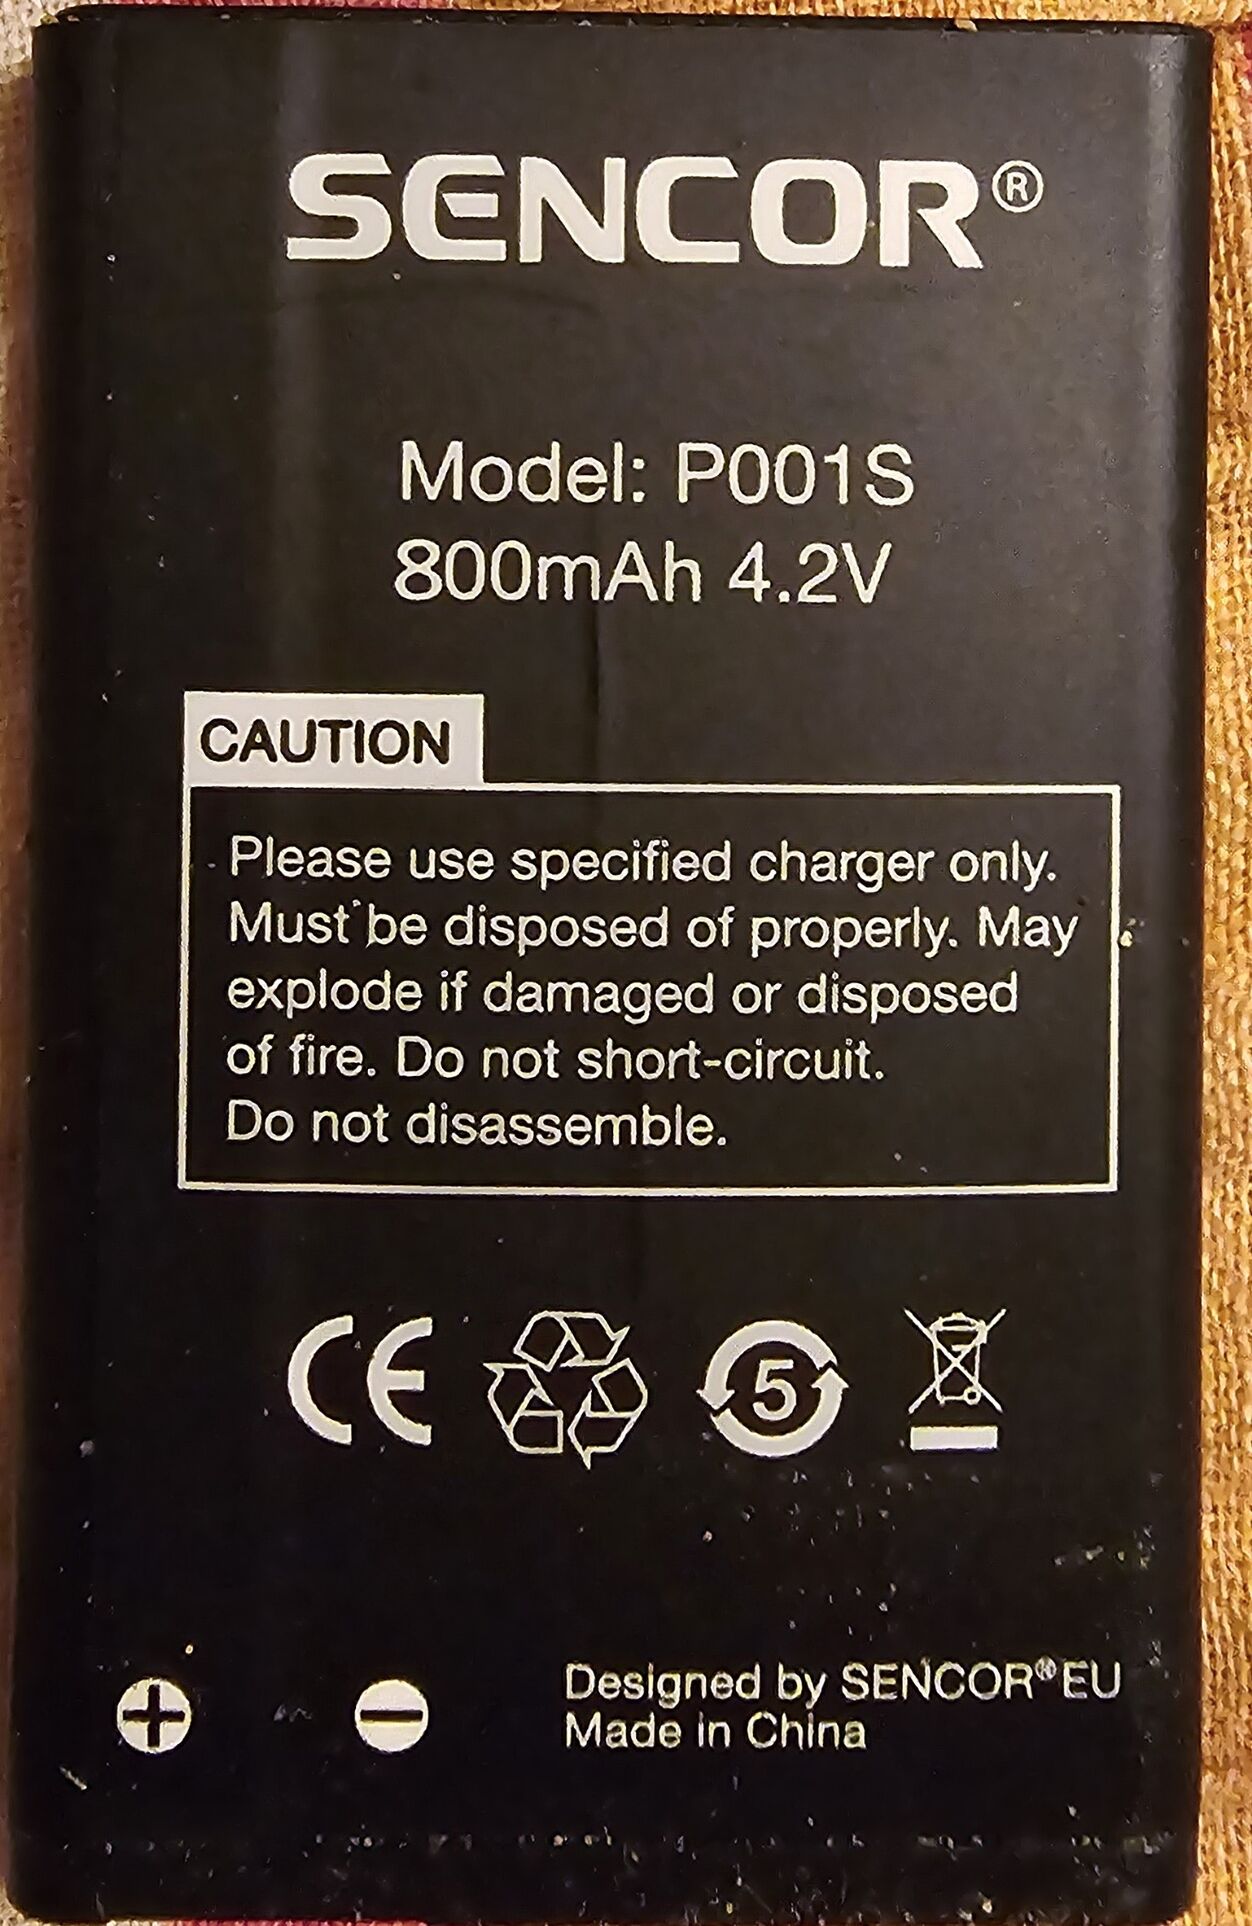 SENCOR®
Model: P001S
800mAh 4.2V
CAUTION
Please use specified charger only.
Must be disposed of properly. May
explode if damaged or disposed
of fire. Do not short-circuit.
Do not disassemble.
CE
5
+ −
Designed by SENCOR® EU
Made in China